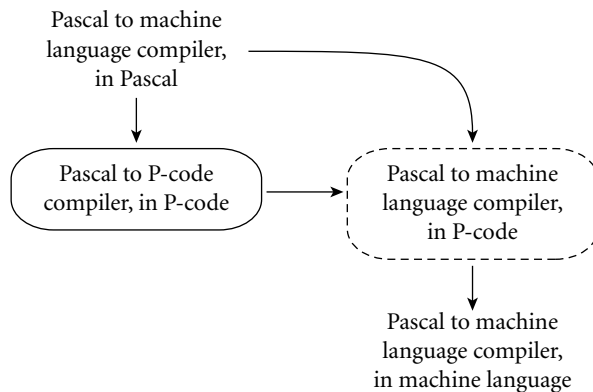 Pascal to machine
language compiler,
in Pascal
Pascal to P-code
compiler, in P-code
Pascal to machine
language compiler,
in P-code
Pascal to machine
language compiler,
in machine language